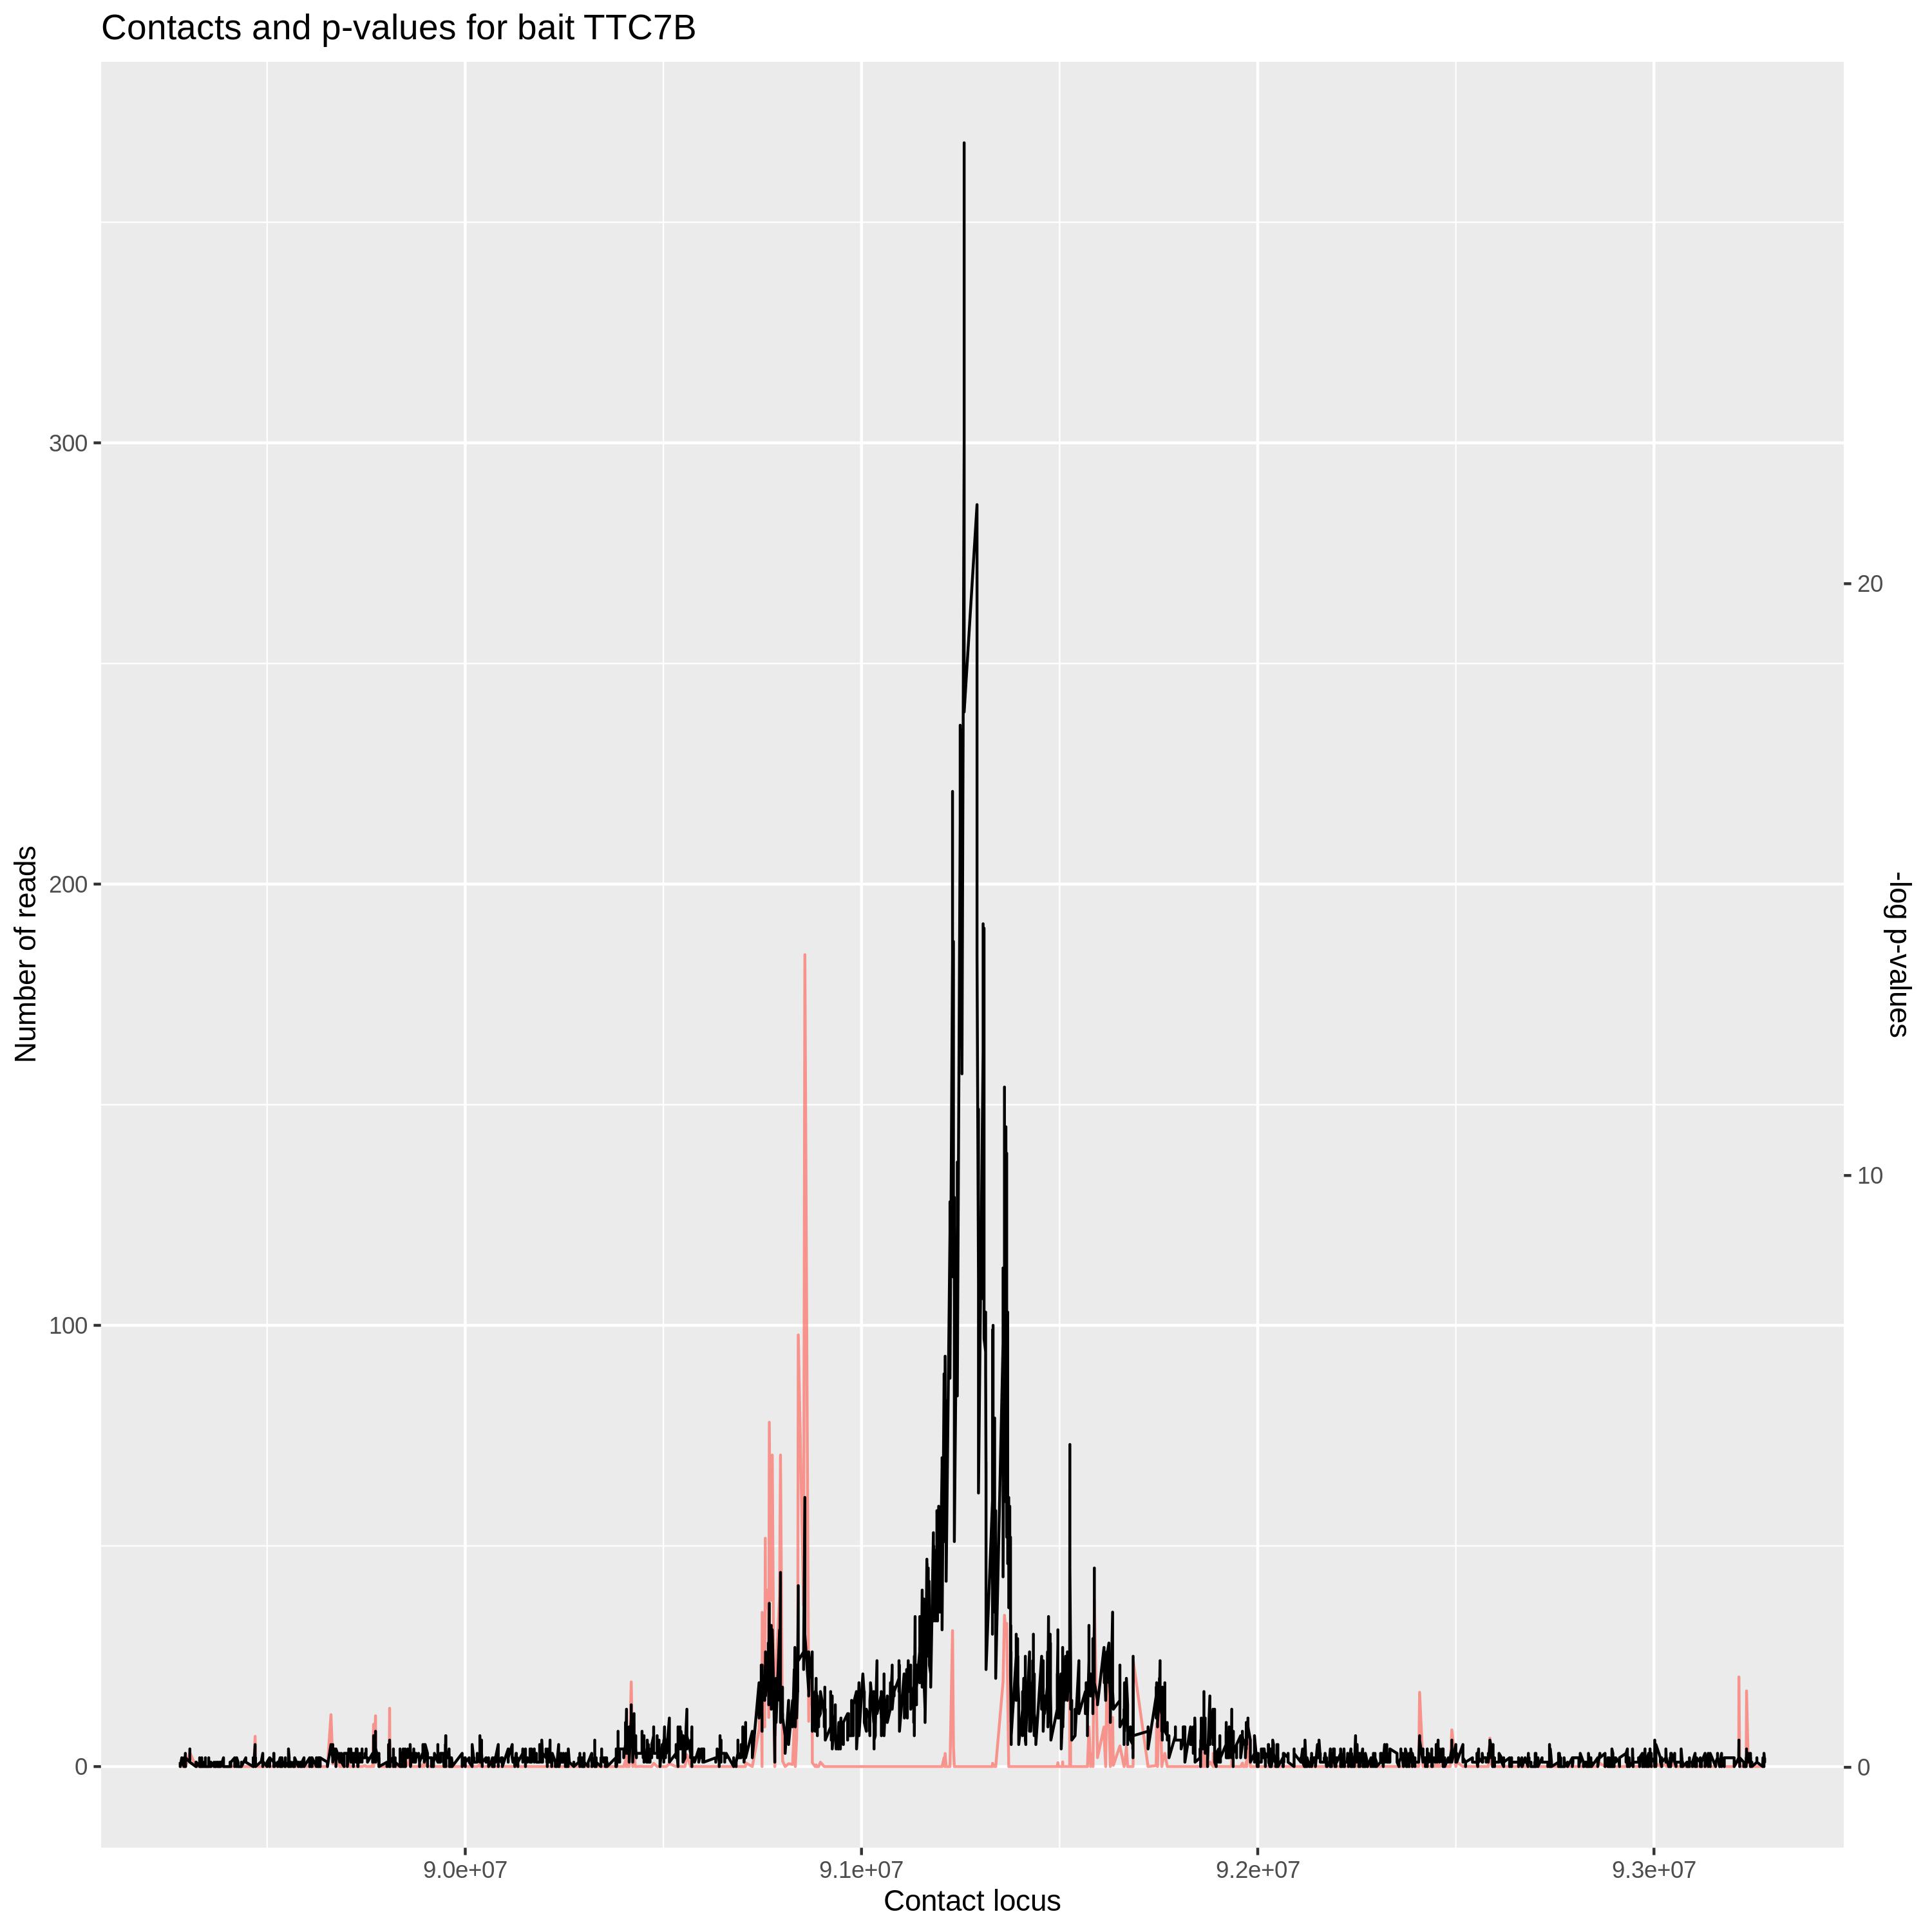 Contacts and p-values for bait TTC7B
Number of reads
300
200
100
0
20
10
0
-log p-values
9.0e+07
9.1e+07
9.2e+07
9.3e+07
Contact locus